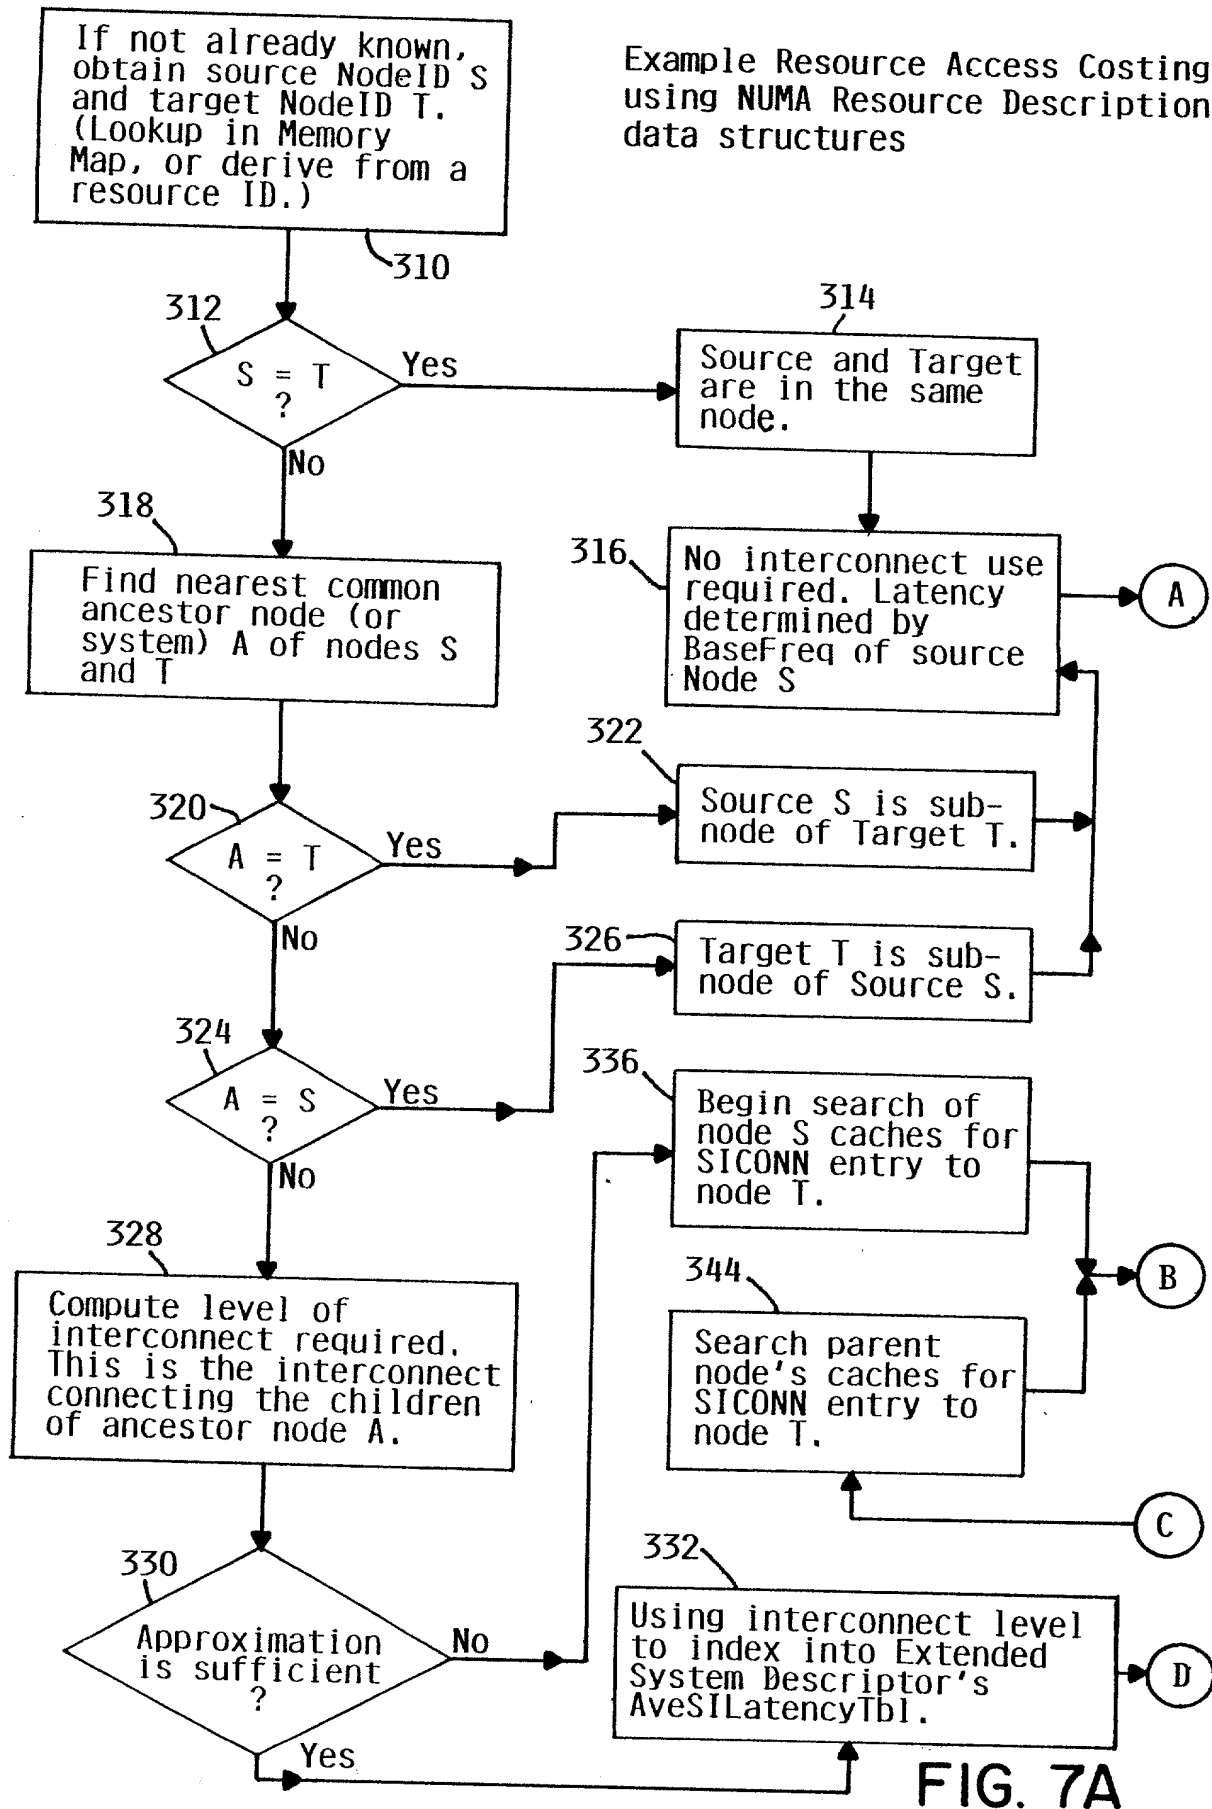 If not already known,
obtain source NodeID S
and target NodeID T.
(Lookup in Memory
Map, or derive from a
resource ID.)
310
Example Resource Access Costing
using NUMA Resource Description
data structures
312
S = T
?
Yes
No
314
Source and Target
are in the same
node.
316
No interconnect use
required. Latency
determined by
BaseFreq of source
Node S
A
318
Find nearest common
ancestor node (or
system) A of nodes S
and T
320
A = T
?
Yes
No
322
Source S is sub-
node of Target T.
324
A = S
?
Yes
No
326
Target T is sub-
node of Source S.
336
Begin search of
node S caches for
SICONN entry to
node T.
B
328
Compute level of
interconnect required.
This is the interconnect
connecting the children
of ancestor node A.
344
Search parent
node's caches for
SICONN entry to
node T.
C
330
Approximation
is sufficient
?
No
Yes
332
Using interconnect level
to index into Extended
System Descriptor's
AveSILatencyTbl.
D
FIG. 7A